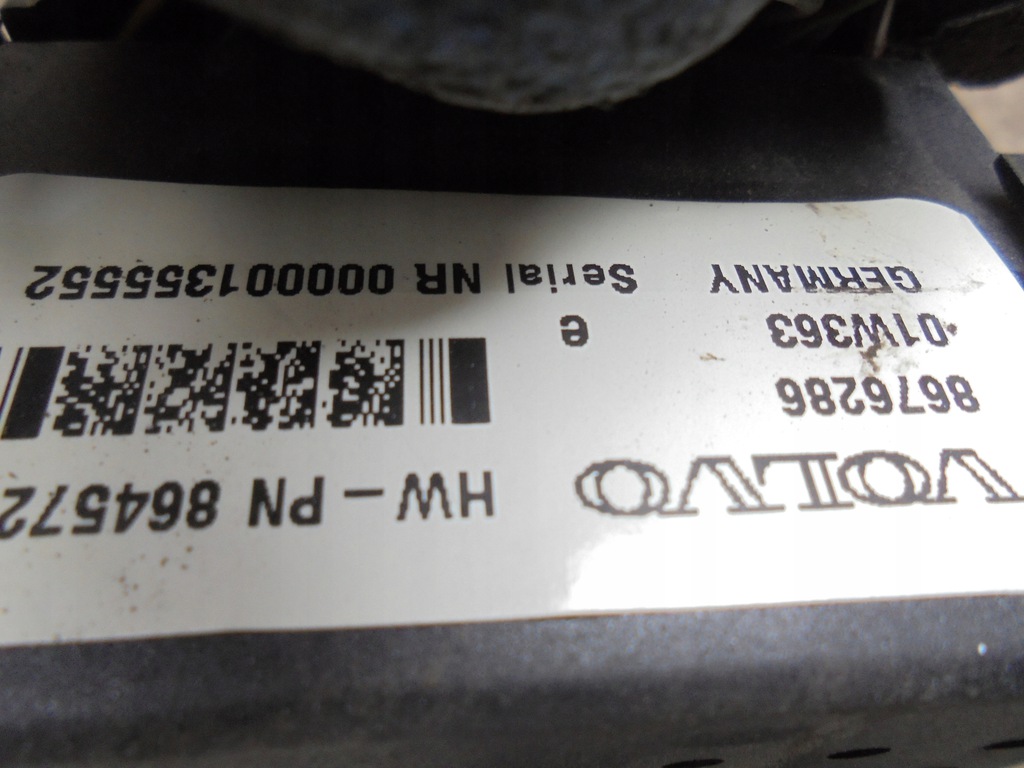 VOLVO HW – PN 864572
8676286
01W363 e
GERMANY Serial NR 000001355552